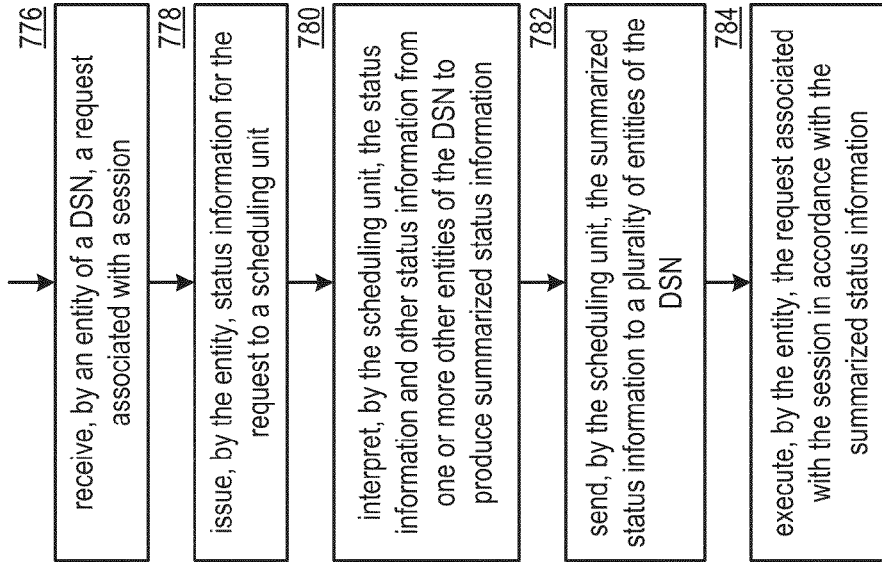 776
receive, by an entity of a DSN, a request
associated with a session
778
issue, by the entity, status information for the
request to a scheduling unit
780
interpret, by the scheduling unit, the status
information and other status information from
one or more other entities of the DSN to
produce summarized status information
782
send, by the scheduling unit, the summarized
status information to a plurality of entities of the
DSN
784
execute, by the entity, the request associated
with the session in accordance with the
summarized status information